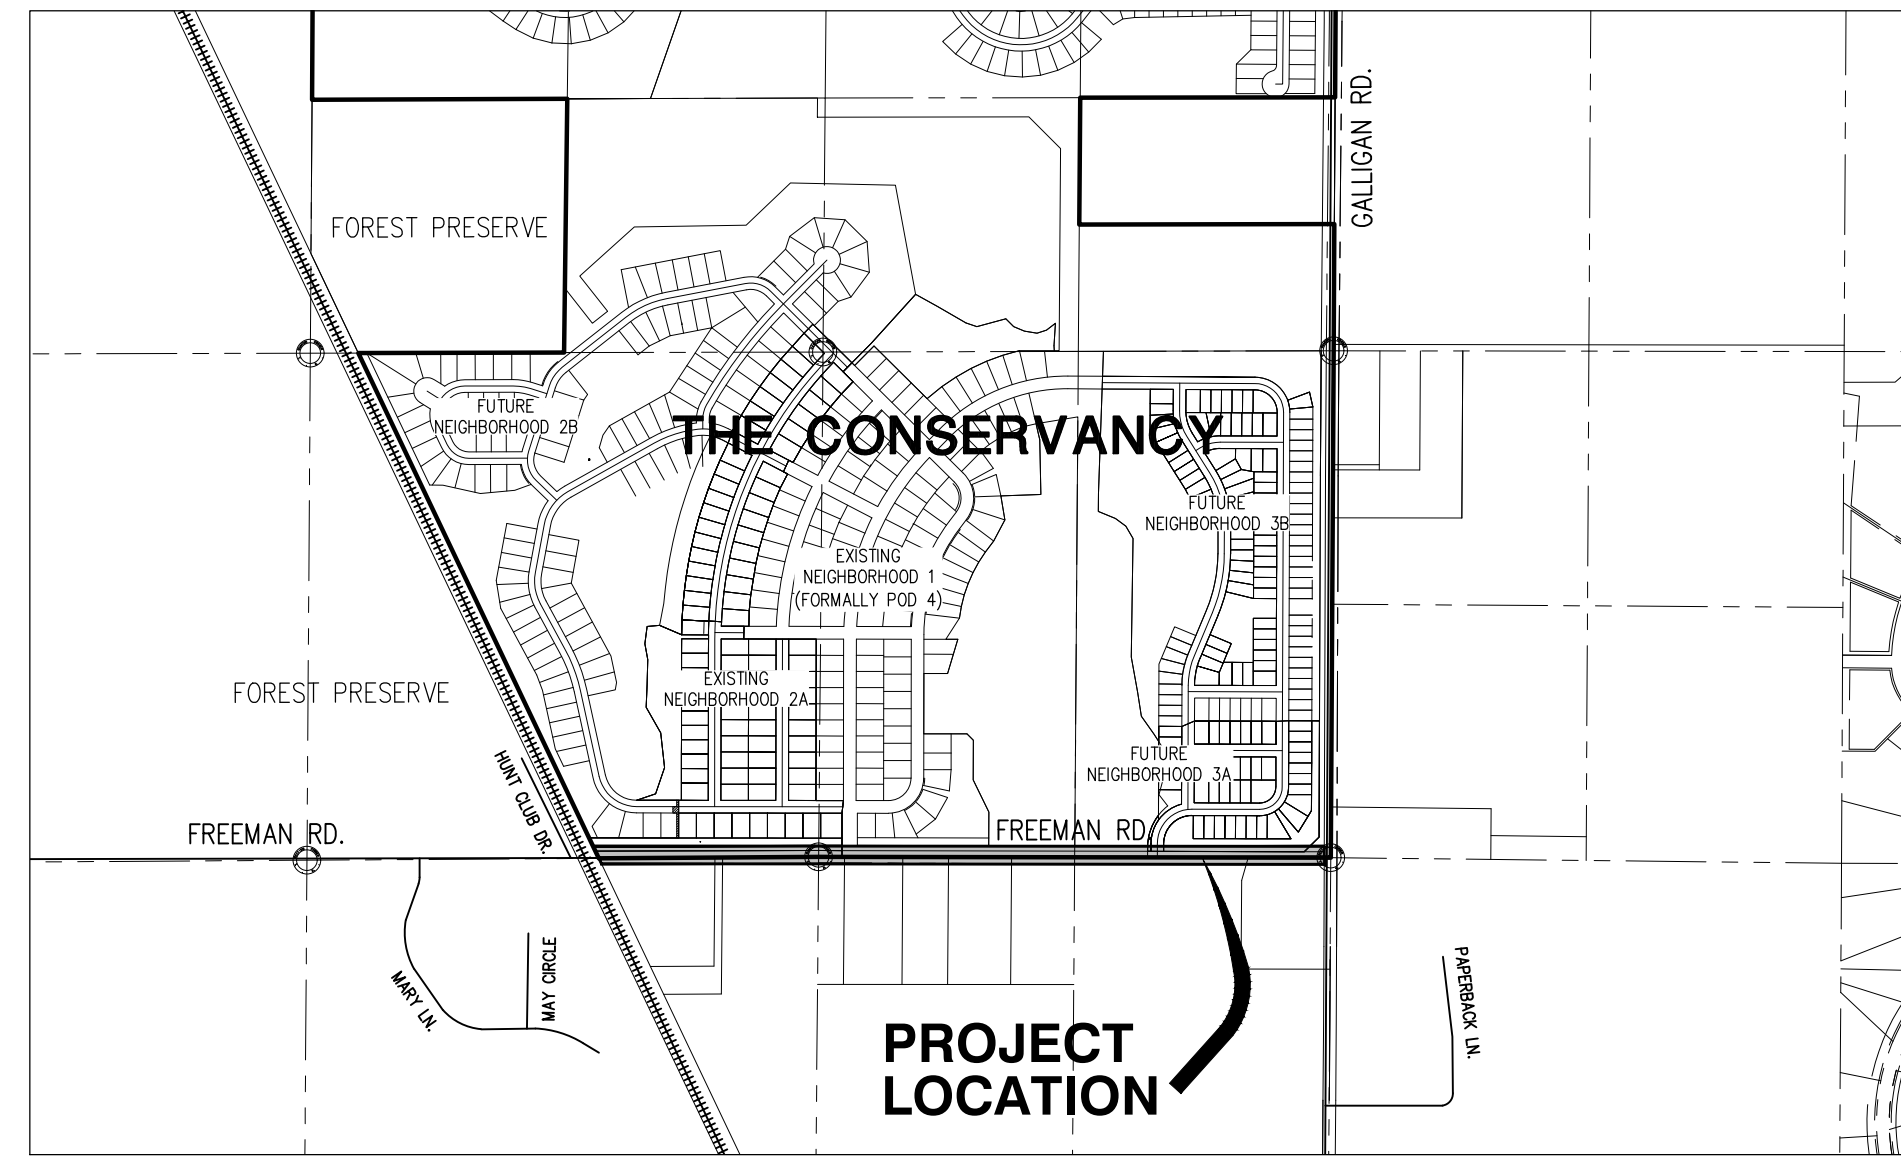 GALLIGAN RD.
FOREST PRESERVE
FUTURE
NEIGHBORHOOD 2B
THE CONSERVANCY
FUTURE
NEIGHBORHOOD 3B
EXISTING
NEIGHBORHOOD 1
(FORMALLY POD 4)
FOREST PRESERVE
EXISTING
NEIGHBORHOOD 2A
FUTURE
NEIGHBORHOOD 3A
HUNT CLUB DR.
FREEMAN RD.
FREEMAN RD.
MARY LN.
MAY CIRCLE
PAPERBACK LN.
PROJECT
LOCATION